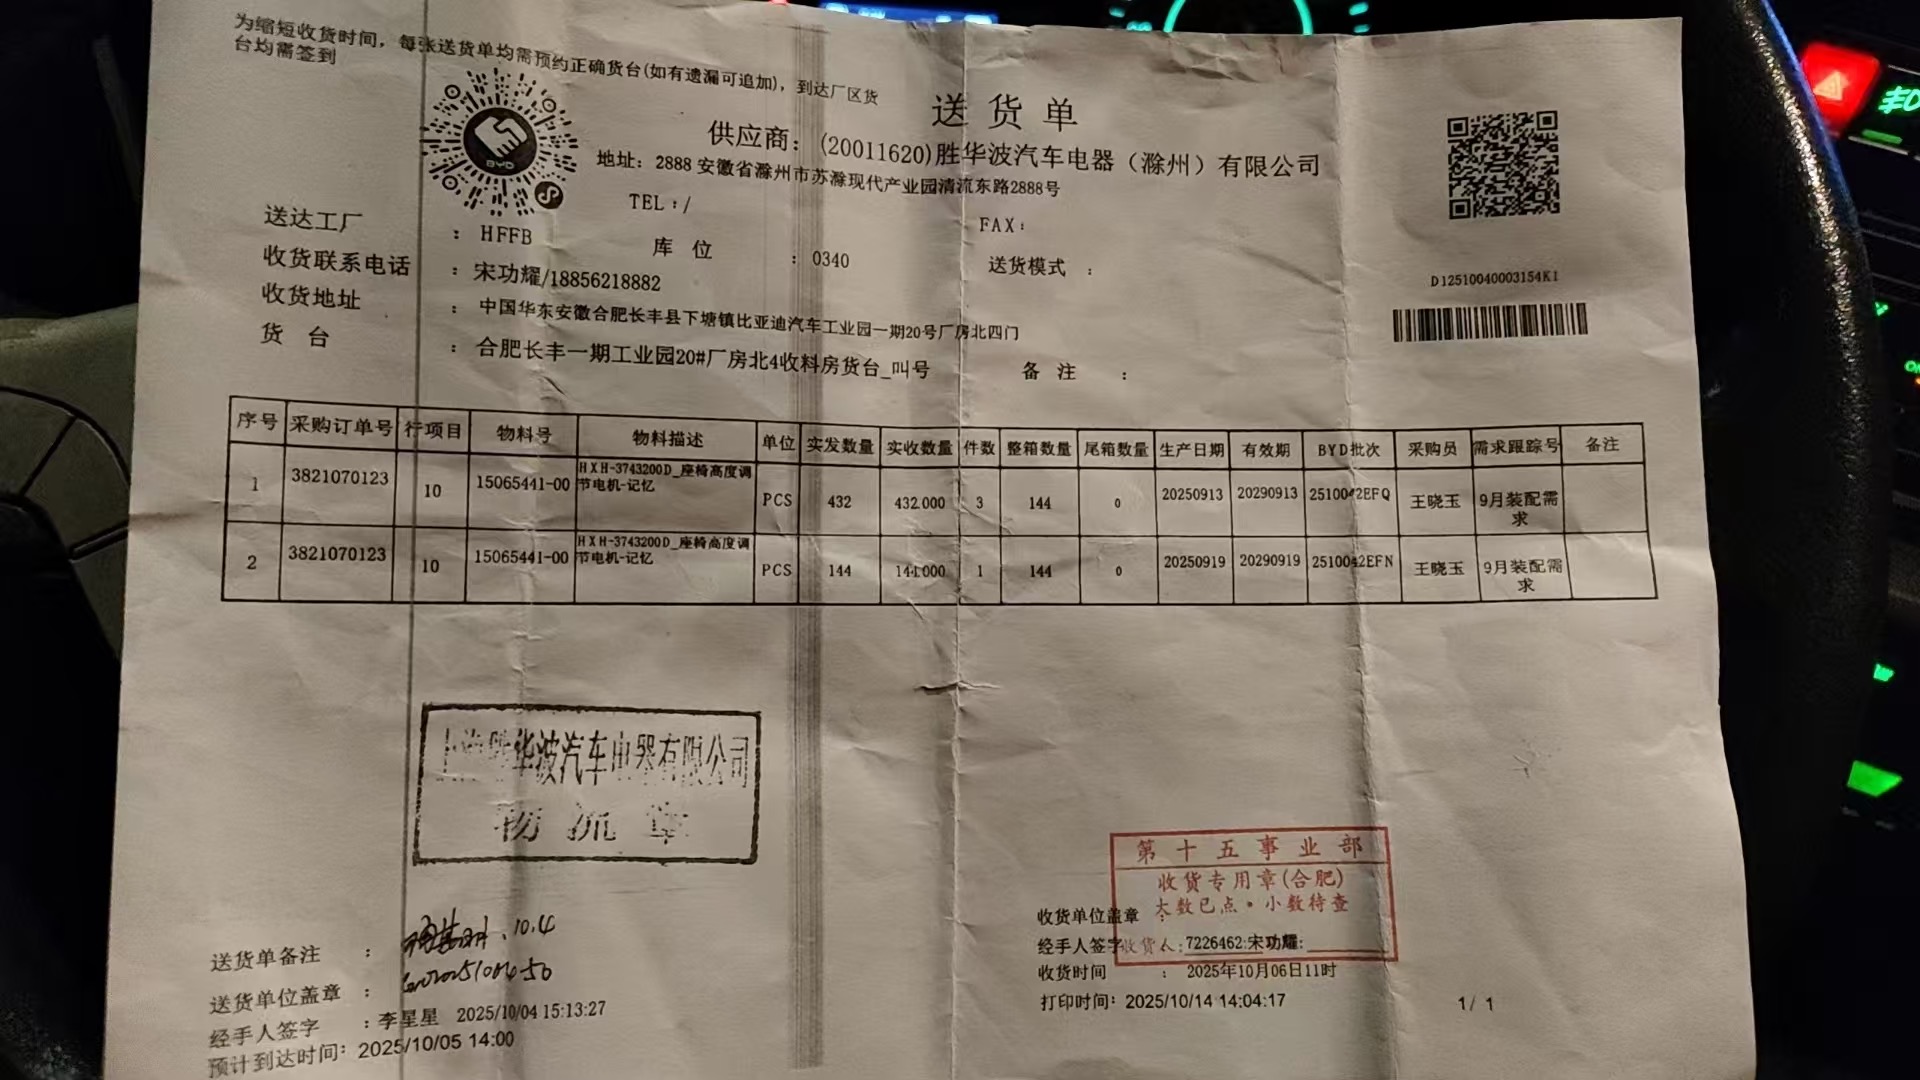 为缩短收货时间，每张送货单均需预约正确货台(如有遗漏可追加)，到达厂区货
台均需签到
送货单
供应商：(20011620)胜华波汽车电器（滁州）有限公司
地址：2888 安徽省滁州市苏滁现代产业园清流东路2888号
TEL：/
FAX：
BYD
送达工厂 ：HFFB
库位 ：0340
送货模式 ：
收货联系电话 ：宋功耀/18856218882
D12510040003154K1
收货地址 ：中国华东安徽合肥长丰县下塘镇比亚迪汽车工业园一期20号厂房北四门
货台 ：合肥长丰一期工业园20#厂房北4收料房货台_叫号
备注 ：
序号 采购订单号 行项目 物料号 物料描述 单位 实发数量 实收数量 件数 整箱数量 尾箱数量 生产日期 有效期 BYD批次 采购员 需求跟踪号 备注
1 3821070123 10 15065441-00 HXH-3743200D_座椅高度调节电机-记忆 PCS 432 432.000 3 144 0 20250913 20290913 2510042EFQ 王晓玉 9月装配需求
2 3821070123 10 15065441-00 HXH-3743200D_座椅高度调节电机-记忆 PCS 144 144.000 1 144 0 20250919 20290919 2510042EFN 王晓玉 9月装配需求
上海胜华波汽车电器有限公司
物流章
第十五事业部
收货专用章(合肥)
大数已点·小数待查
收货人：
送货单备注 ： 10.4
送货单位盖章 ：
经手人签字 ：李星星 2025/10/04 15:13:27
预计到达时间：2025/10/05 14:00
收货单位盖章 ：
经手人签字 7226462:宋功耀:
收货时间 ： 2025年10月06日11时
打印时间：2025/10/14 14:04:17
1/ 1